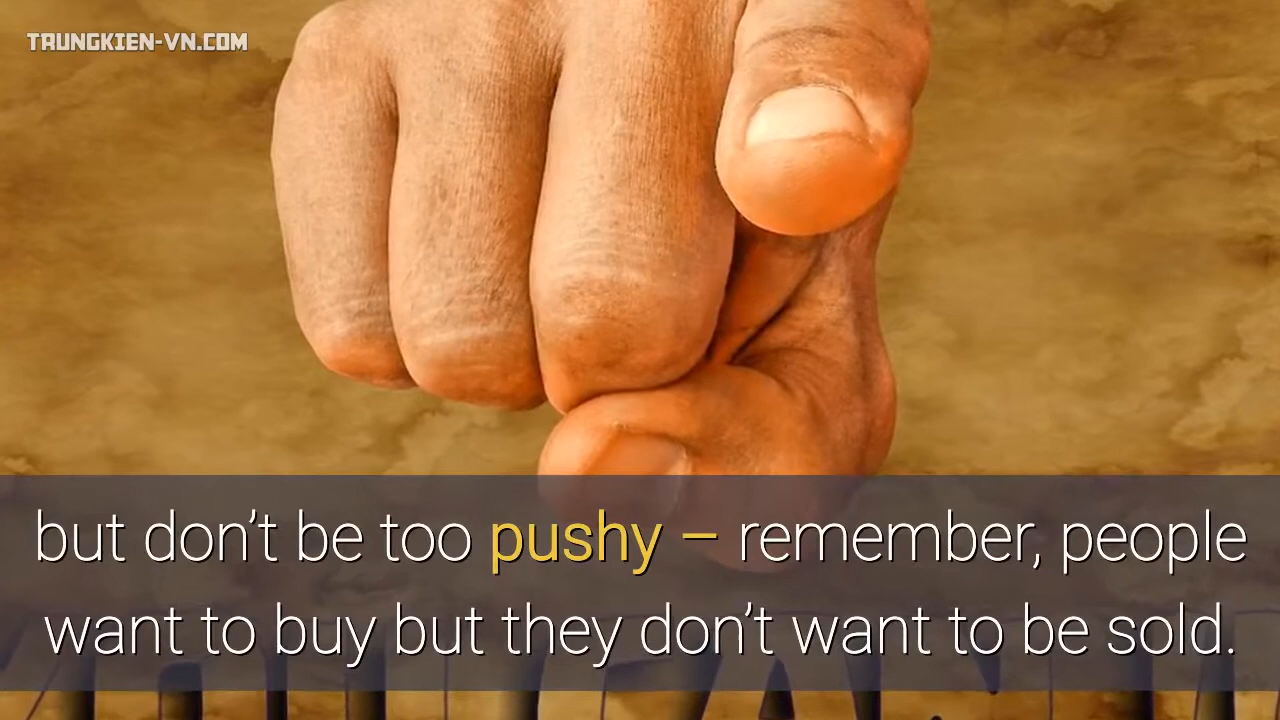 TRUNGKIEN-VN.COM
but don’t be too pushy – remember, people
want to buy but they don’t want to be sold.